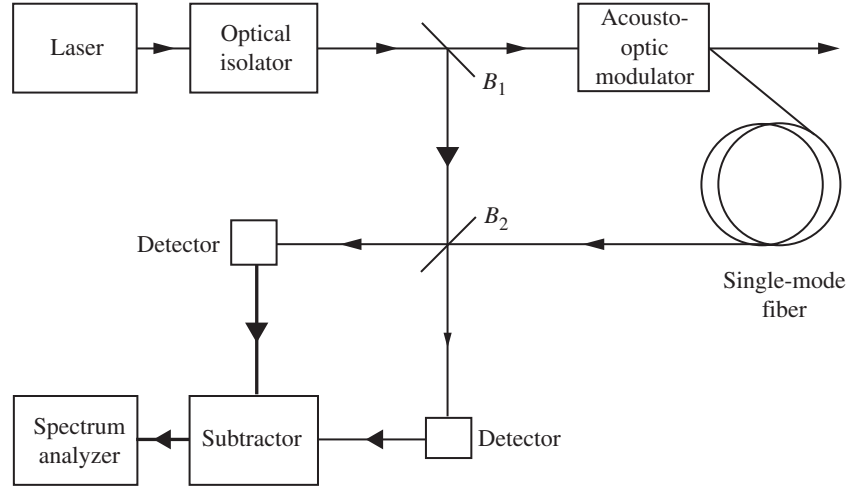 Laser
Optical
isolator
B1
Acousto-
optic
modulator
B2
Detector
Single-mode
fiber
Spectrum
analyzer
Subtractor
Detector